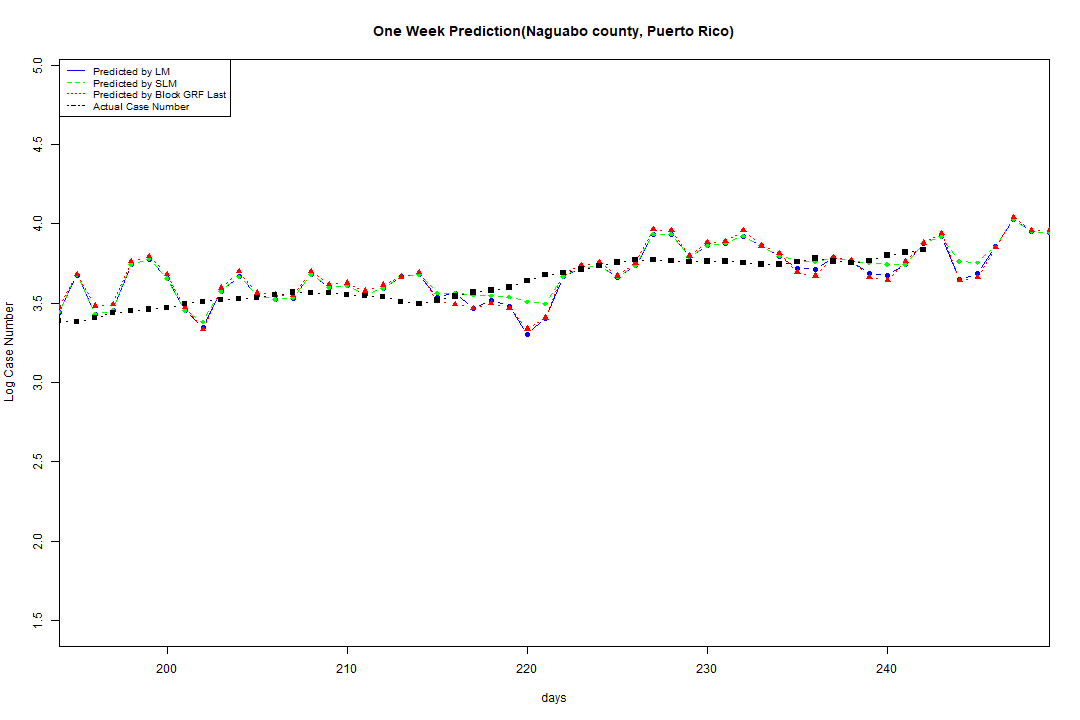 One Week Prediction(Naguabo county, Puerto Rico)
Predicted by LM
Predicted by SLM
Predicted by Block GRF Last
Actual Case Number
Log Case Number
5.0
4.5
4.0
3.5
3.0
2.5
2.0
1.5
200 210 220 230 240
days